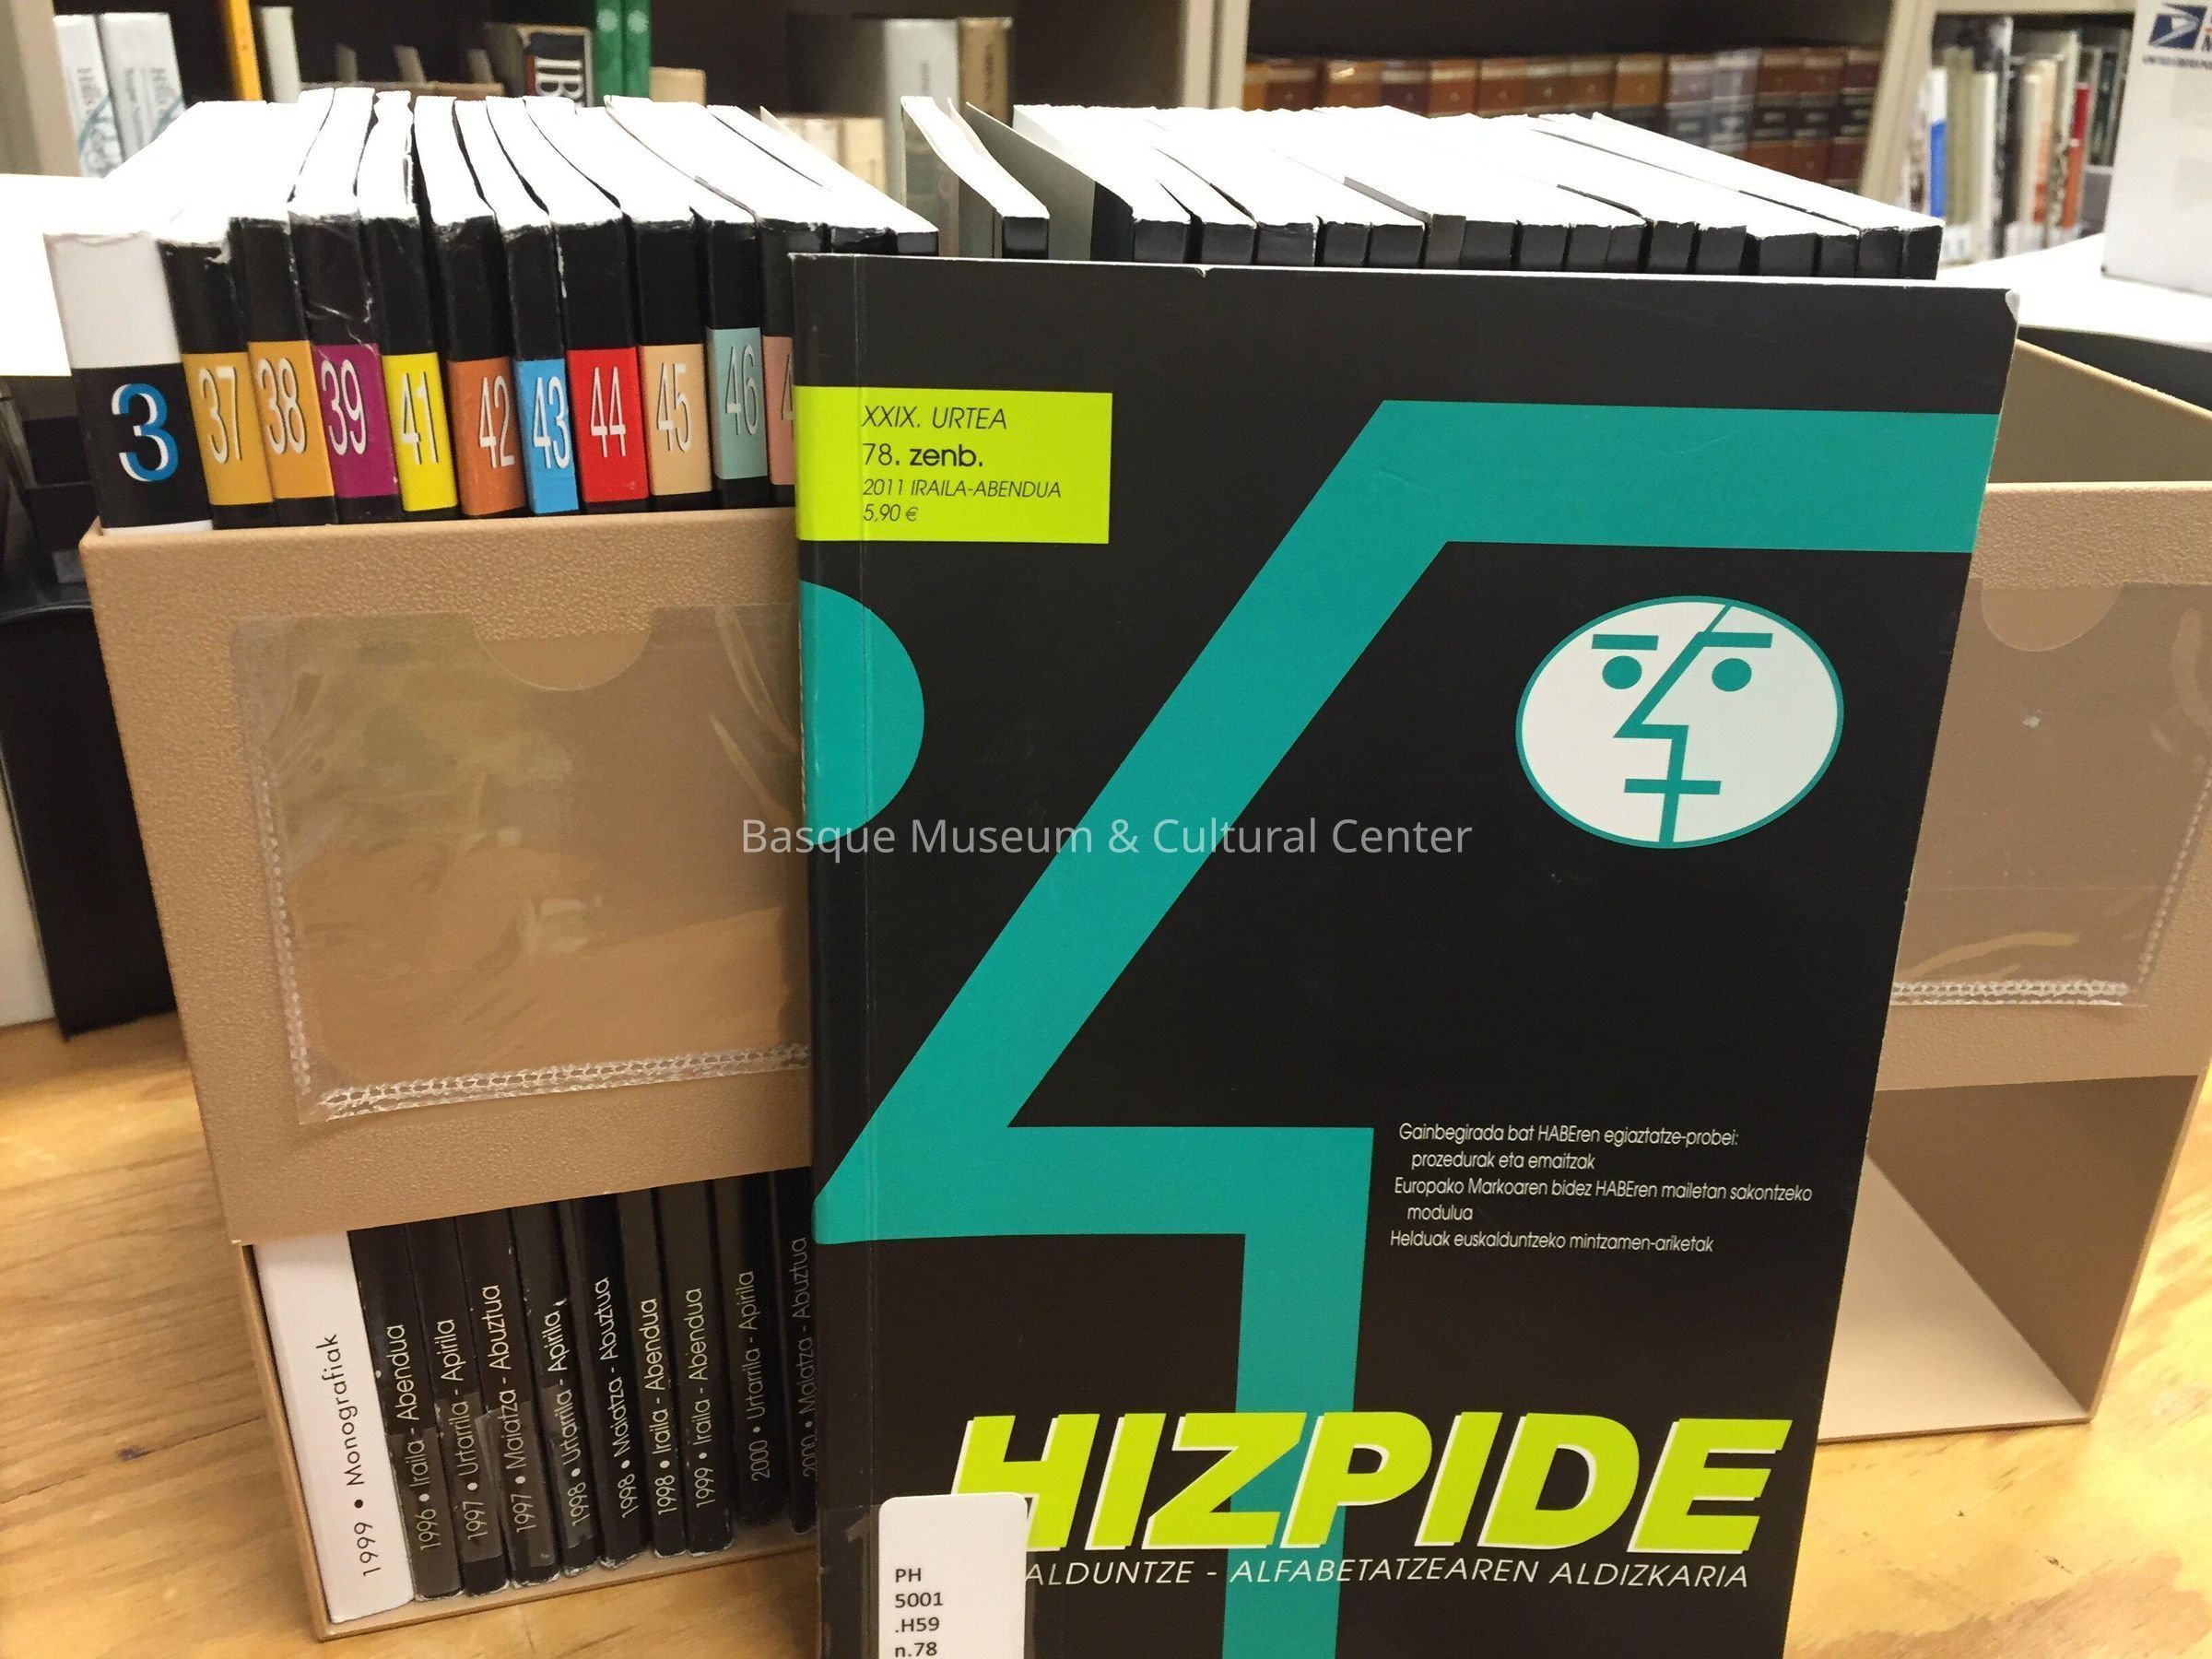 3
37
38
39
41
42
43
44
45
46
4
XXIX. URTEA
78. zenb.
2011 IRAILA-ABENDUA
5,90 €
Basque Museum & Cultural Center
Gainbegirada bat HABEren egiaztatze-probei:
prozedurak eta emaitzak
Europako Markoaren bidez HABEren mailetan sakontzeko
modulua
Helduak euskalduntzeko mintzamen-ariketak
HIZPIDE
ALDUNTZE - ALFABETATZEAREN ALDIZKARIA
PH
5001
.H59
n.78
1999 • Monografiak
1996 • Iraila - Abendua
1997 • Urtarrila - Apirila
1997 • Maiatza - Abuztua
1998 • Urtarrila - Apirila
1998 • Maiatza - Abuztua
1998 • Iraila - Abendua
1999 • Iraila - Abendua
2000 • Urtarrila - Apirila
2000 • Maiatza - Abuztua